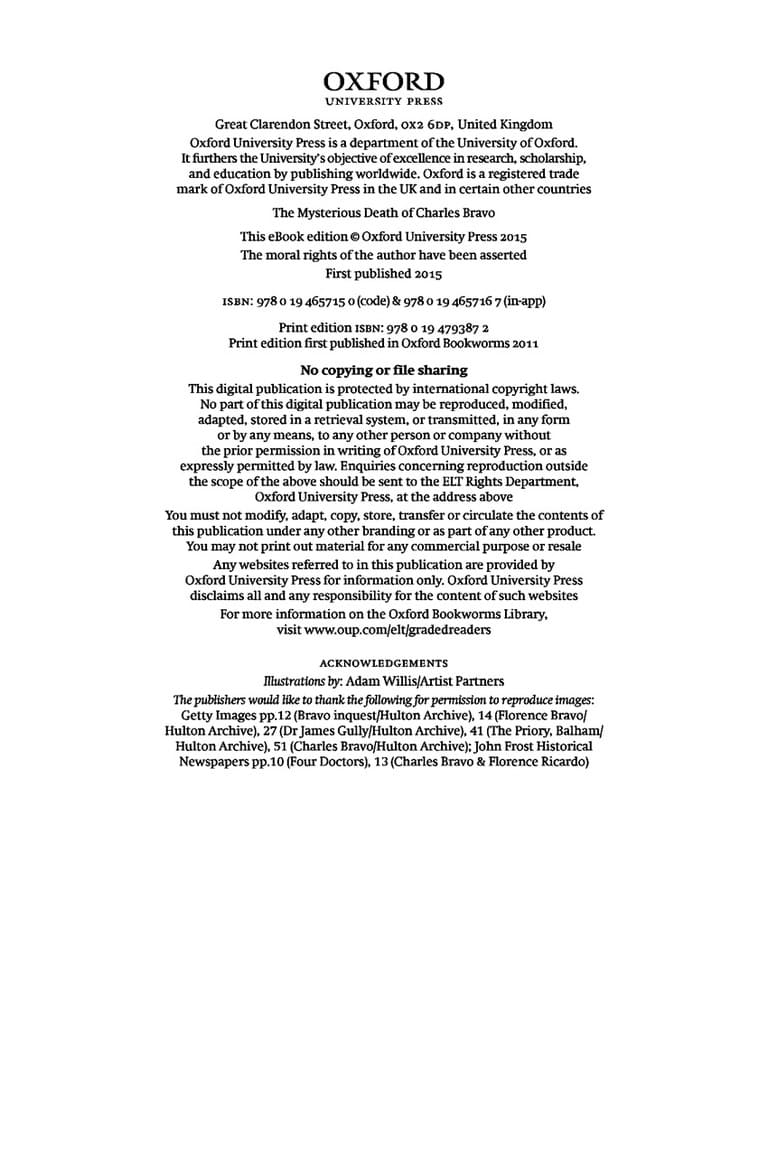 OXFORD
UNIVERSITY PRESS
Great Clarendon Street, Oxford, OX2 6DP, United Kingdom
Oxford University Press is a department of the University of Oxford.
It furthers the University's objective of excellence in research, scholarship,
and education by publishing worldwide. Oxford is a registered trade
mark of Oxford University Press in the UK and in certain other countries
The Mysterious Death of Charles Bravo
This eBook edition © Oxford University Press 2015
The moral rights of the author have been asserted
First published 2015
ISBN: 978 0 19 465715 0 (code) & 978 0 19 465716 7 (in-app)
Print edition ISBN: 978 0 19 479387 2
Print edition first published in Oxford Bookworms 2011
No copying or file sharing
This digital publication is protected by international copyright laws.
No part of this digital publication may be reproduced, modified,
adapted, stored in a retrieval system, or transmitted, in any form
or by any means, to any other person or company without
the prior permission in writing of Oxford University Press, or as
expressly permitted by law. Enquiries concerning reproduction outside
the scope of the above should be sent to the ELT Rights Department,
Oxford University Press, at the address above
You must not modify, adapt, copy, store, transfer or circulate the contents of
this publication under any other branding or as part of any other product.
You may not print out material for any commercial purpose or resale
Any websites referred to in this publication are provided by
Oxford University Press for information only. Oxford University Press
disclaims all and any responsibility for the content of such websites
For more information on the Oxford Bookworms Library,
visit www.oup.com/elt/gradedreaders
ACKNOWLEDGEMENTS
Illustrations by: Adam Willis/Artist Partners
The publishers would like to thank the following for permission to reproduce images:
Getty Images pp.12 (Bravo inquest/Hulton Archive), 14 (Florence Bravo/
Hulton Archive), 27 (Dr James Gully/Hulton Archive), 41 (The Priory, Balham/
Hulton Archive), 51 (Charles Bravo/Hulton Archive); John Frost Historical
Newspapers pp.10 (Four Doctors), 13 (Charles Bravo & Florence Ricardo)